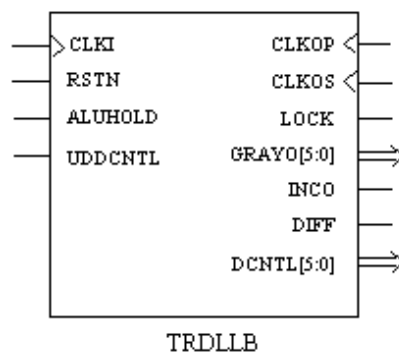 CLKI
CLKOP
RSTN
CLKOS
ALUHOLD
LOCK
UDDCNTL
GRAYO[5:0]
INCO
DIFF
DCNTL[5:0]
TRDLLB